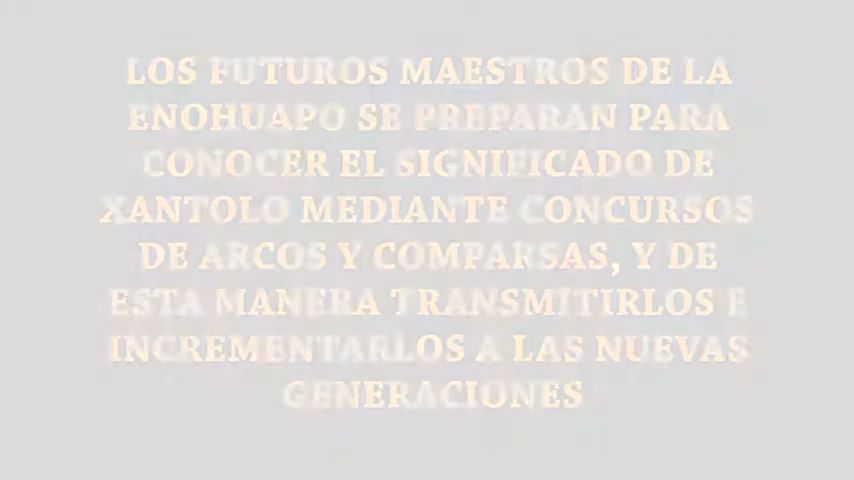 LOS FUTUROS MAESTROS DE LA
ENOHUAPO SE PREPARAN PARA
CONOCER EL SIGNIFICADO DE
XANTOLO MEDIANTE CONCURSOS
DE ARCOS Y COMPARSAS, Y DE
ESTA MANERA TRANSMITIRLOS E
INCREMENTARLOS A LAS NUEVAS
GENERACIONES